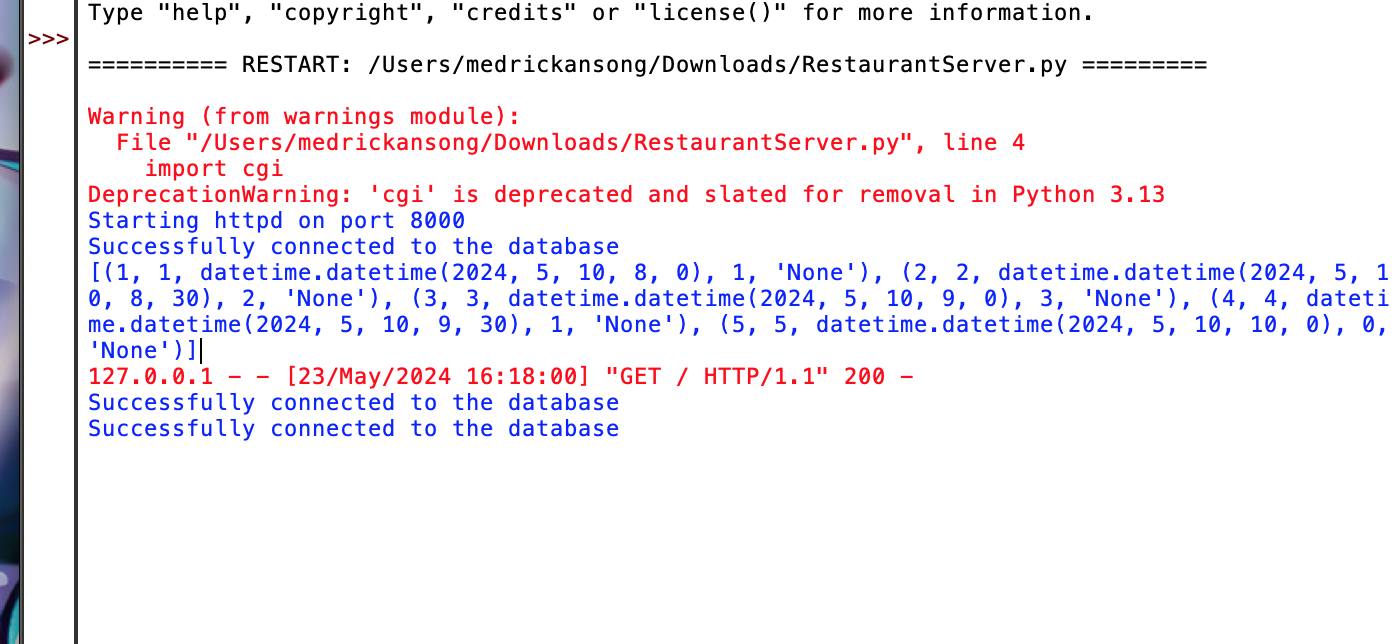 Type "help", "copyright", "credits" or "license()" for more information.
>>>
========== RESTART: /Users/medrickansong/Downloads/RestaurantServer.py =========
Warning (from warnings module):
  File "/Users/medrickansong/Downloads/RestaurantServer.py", line 4
    import cgi
DeprecationWarning: 'cgi' is deprecated and slated for removal in Python 3.13
Starting httpd on port 8000
Successfully connected to the database
[(1, 1, datetime.datetime(2024, 5, 10, 8, 0), 1, 'None'), (2, 2, datetime.datetime(2024, 5, 1
0, 8, 30), 2, 'None'), (3, 3, datetime.datetime(2024, 5, 10, 9, 0), 3, 'None'), (4, 4, dateti
me.datetime(2024, 5, 10, 9, 30), 1, 'None'), (5, 5, datetime.datetime(2024, 5, 10, 10, 0), 0,
'None')]
127.0.0.1 - - [23/May/2024 16:18:00] "GET / HTTP/1.1" 200 -
Successfully connected to the database
Successfully connected to the database